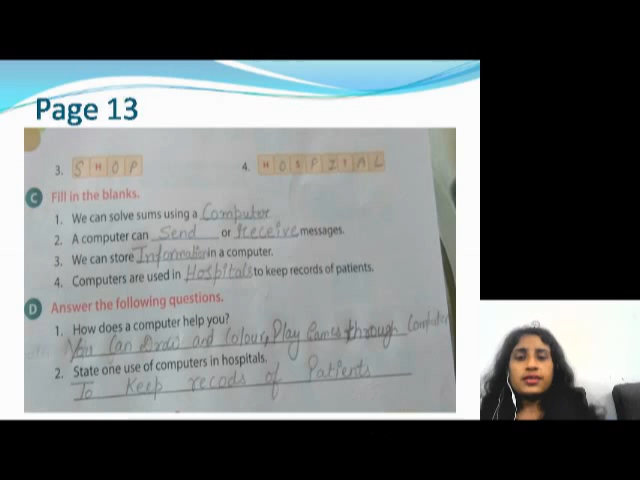 Page 13
3. SHOP 4. HOSPITAL
C Fill in the blanks.
1. We can solve sums using a Computer
2. A computer can Send or Receive messages.
3. We can store Information in a computer.
4. Computers are used in Hospitals to keep records of patients.
D Answer the following questions.
1. How does a computer help you?
You Can Draw and Colour, Play Games through Computer
2. State one use of computers in hospitals.
To Keep recods of Patients